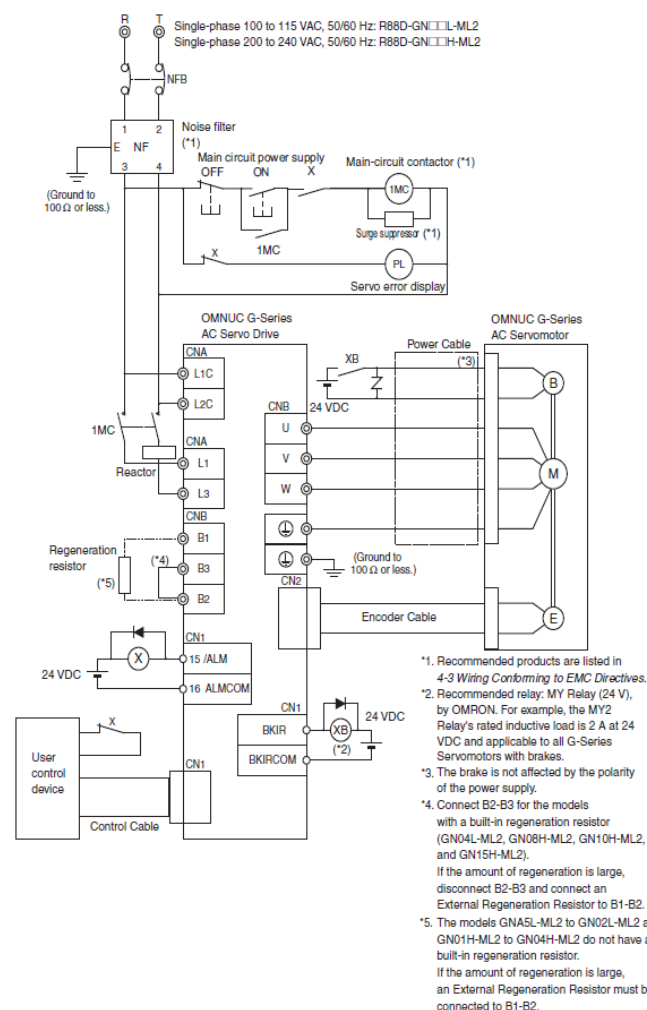 R
T
Single-phase 100 to 115 VAC, 50/60 Hz: R88D-GN□□L-ML2
Single-phase 200 to 240 VAC, 50/60 Hz: R88D-GN□□H-ML2
NFB
1
2
E
NF
3
4
Noise filter
(*1)
(Ground to
100 Ω or less.)
Main circuit power supply
OFF
ON
X
Main-circuit contactor (*1)
1MC
Surge suppressor (*1)
1MC
X
PL
Servo error display
OMNUC G-Series
AC Servo Drive
OMNUC G-Series
AC Servomotor
CNA
L1C
L2C
1MC
Reactor
CNA
L1
L3
XB
24 VDC
Power Cable
(*3)
B
CNB
U
V
W
M
CNB
B1
B3
B2
Regeneration
resistor
(*5)
(*4)
(Ground to
100 Ω or less.)
CN2
Encoder Cable
E
CN1
15 /ALM
16 ALMCOM
X
24 VDC
CN1
BKIR
BKIRCOM
XB
(*2)
24 VDC
X
User
control
device
Control Cable
CN1
*1. Recommended products are listed in
4-3 Wiring Conforming to EMC Directives.
*2. Recommended relay: MY Relay (24 V),
by OMRON. For example, the MY2
Relay's rated inductive load is 2 A at 24
VDC and applicable to all G-Series
Servomotors with brakes.
*3. The brake is not affected by the polarity
of the power supply.
*4. Connect B2-B3 for the models
with a built-in regeneration resistor
(GN04L-ML2, GN08H-ML2, GN10H-ML2,
and GN15H-ML2).
If the amount of regeneration is large,
disconnect B2-B3 and connect an
External Regeneration Resistor to B1-B2.
*5. The models GNA5L-ML2 to GN02L-ML2 a
GN01H-ML2 to GN04H-ML2 do not have a
built-in regeneration resistor.
If the amount of regeneration is large,
an External Regeneration Resistor must b
connected to B1-B2.